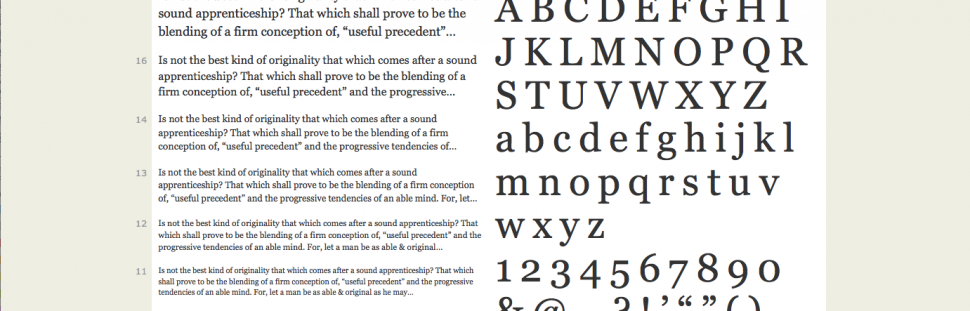 sound apprenticeship? That which shall prove to be the
blending of a firm conception of, “useful precedent”...
16
Is not the best kind of originality that which comes after a sound
apprenticeship? That which shall prove to be the blending of a
firm conception of, “useful precedent” and the progressive...
14
Is not the best kind of originality that which comes after a sound
apprenticeship? That which shall prove to be the blending of a firm
conception of, “useful precedent” and the progressive tendencies of...
13
Is not the best kind of originality that which comes after a sound
apprenticeship? That which shall prove to be the blending of a firm conception
of, “useful precedent” and the progressive tendencies of an able mind. For, let...
12
Is not the best kind of originality that which comes after a sound apprenticeship? That
which shall prove to be the blending of a firm conception of, “useful precedent” and the
progressive tendencies of an able mind. For, let a man be as able & original...
11
Is not the best kind of originality that which comes after a sound apprenticeship? That which
shall prove to be the blending of a firm conception of, “useful precedent” and the progressive
tendencies of an able mind. For, let a man be as able & original as he may...
A B C D E F G H I
J K L M N O P Q R
S T U V W X Y Z
a b c d e f g h i j k l
m n o p q r s t u v
w x y z
1 2 3 4 5 6 7 8 9 0
& @ . , ? ! ’ “ ” ( )